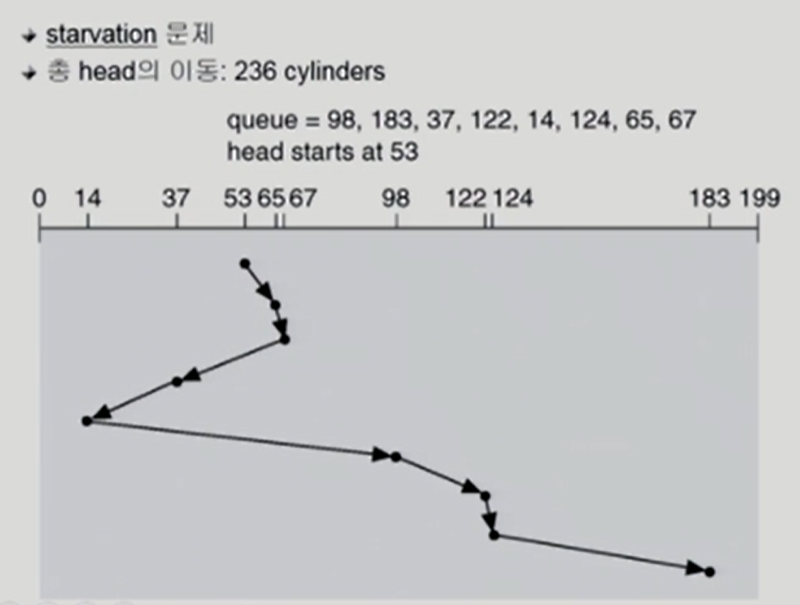 starvation 문제
총 head의 이동: 236 cylinders
queue = 98, 183, 37, 122, 14, 124, 65, 67
head starts at 53
0 14 37 53 65 67 98 122 124 183 199